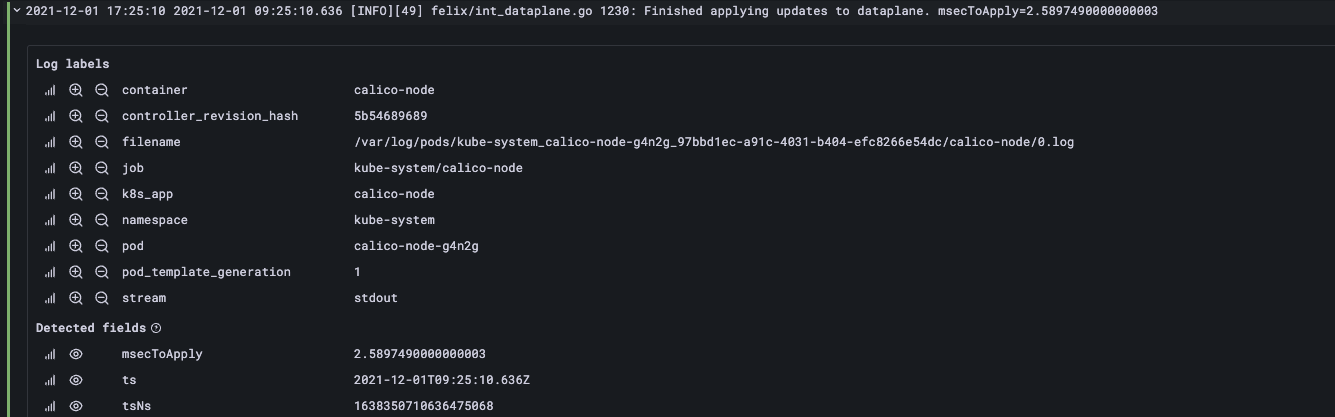 2021-12-01 17:25:10 2021-12-01 09:25:10.636 [INFO][49] felix/int_dataplane.go 1230: Finished applying updates to dataplane. msecToApply=2.5897490000000003
Log labels
container calico-node
controller_revision_hash 5b54689689
filename /var/log/pods/kube-system_calico-node-g4n2g_97bbd1ec-a91c-4031-b404-efc8266e54dc/calico-node/0.log
job kube-system/calico-node
k8s_app calico-node
namespace kube-system
pod calico-node-g4n2g
pod_template_generation 1
stream stdout
Detected fields
msecToApply 2.5897490000000003
ts 2021-12-01T09:25:10.636Z
tsNs 1638350710636475068